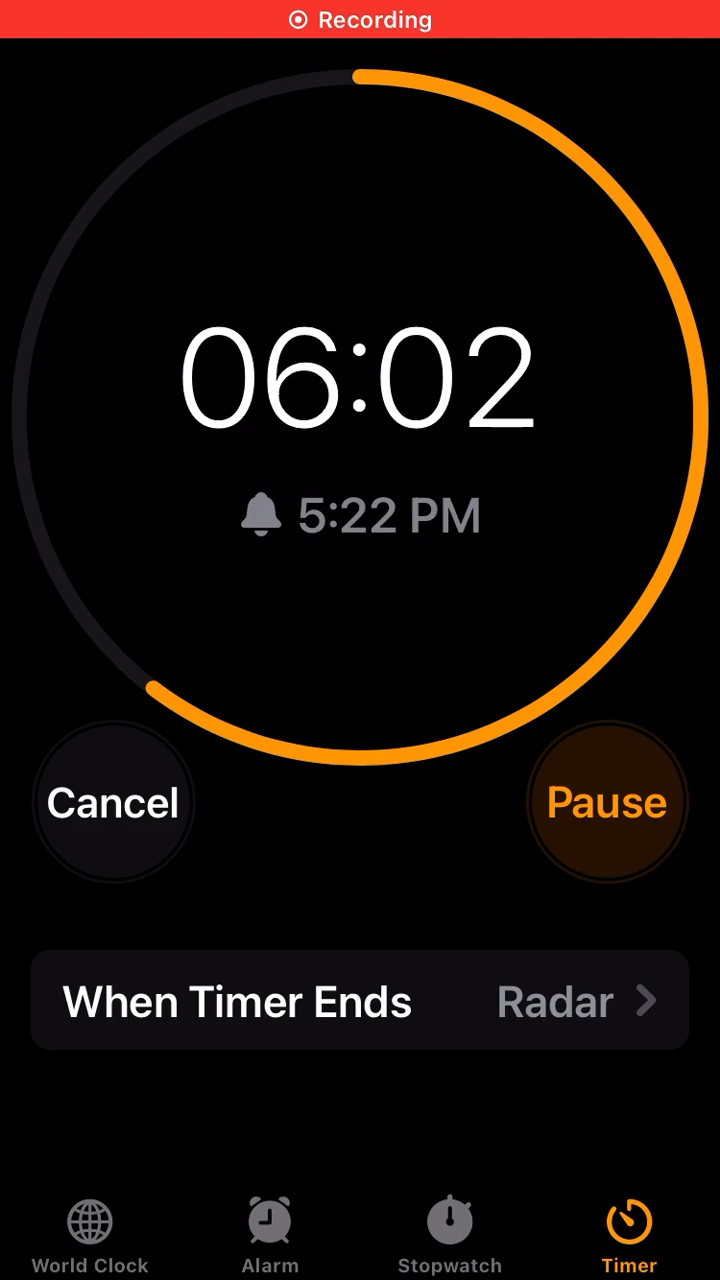 Recording
06:02
5:22 PM
Cancel
Pause
When Timer Ends Radar
World Clock Alarm Stopwatch Timer